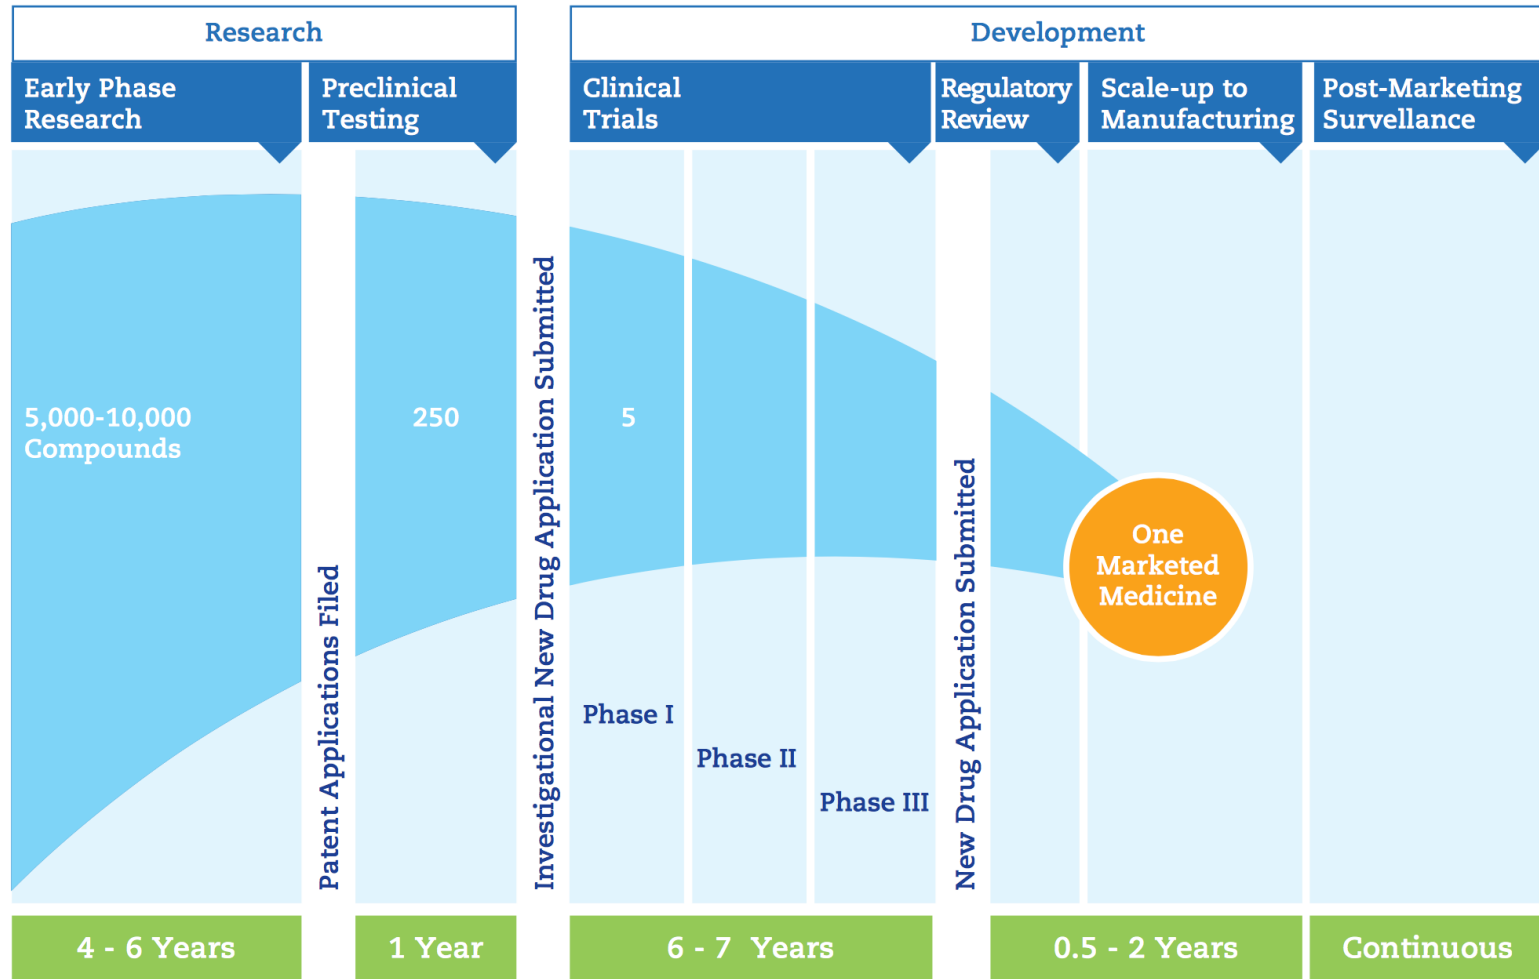 Research
Development
Early Phase
Research
Preclinical
Testing
Clinical
Trials
Regulatory
Review
Scale-up to
Manufacturing
Post-Marketing
Survellance
5,000-10,000
Compounds
Patent Applications Filed
250
Investigational New Drug Application Submitted
5
Phase I
Phase II
Phase III
New Drug Application Submitted
One
Marketed
Medicine
4 - 6 Years
1 Year
6 - 7 Years
0.5 - 2 Years
Continuous